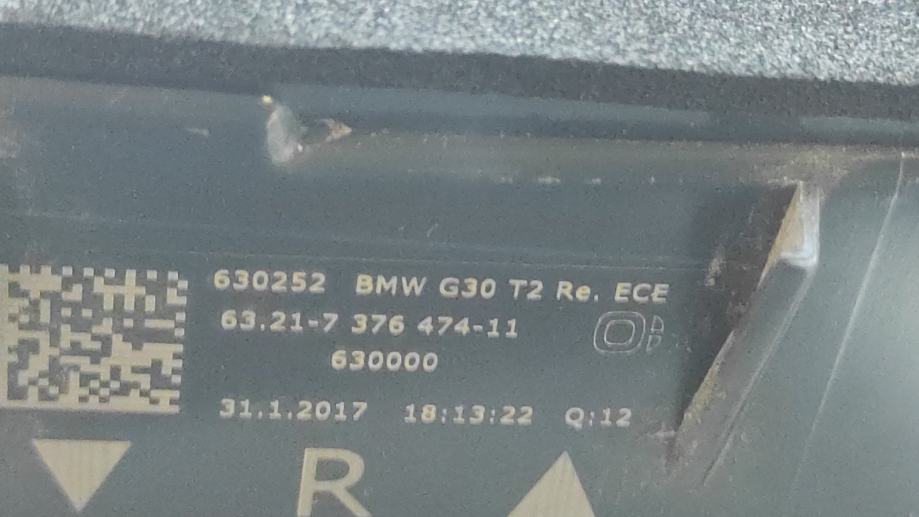 630252 BMW G30 T2 Re. ECE
63.21-7 376 474-11
630000
31.1.2017 18:13:22 Q:12
R